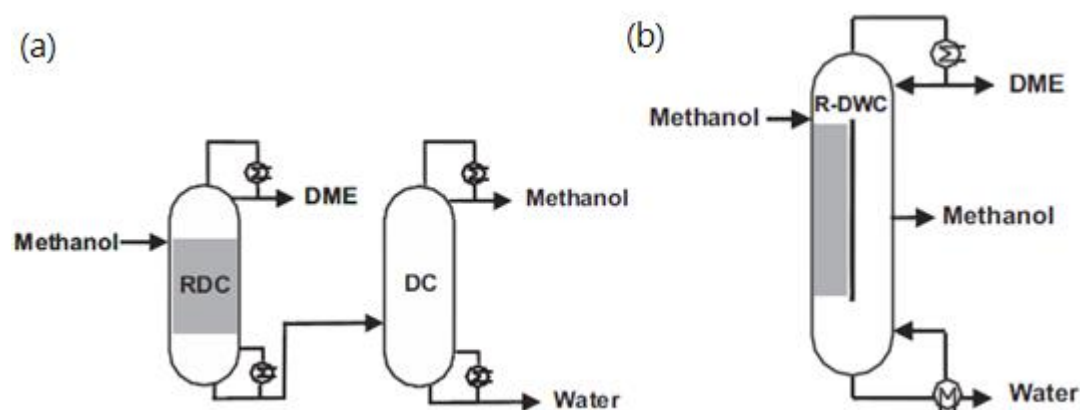 (a)
Methanol
RDC
DME
DC
Methanol
Water
(b)
Methanol
R-DWC
DME
Methanol
M
Water